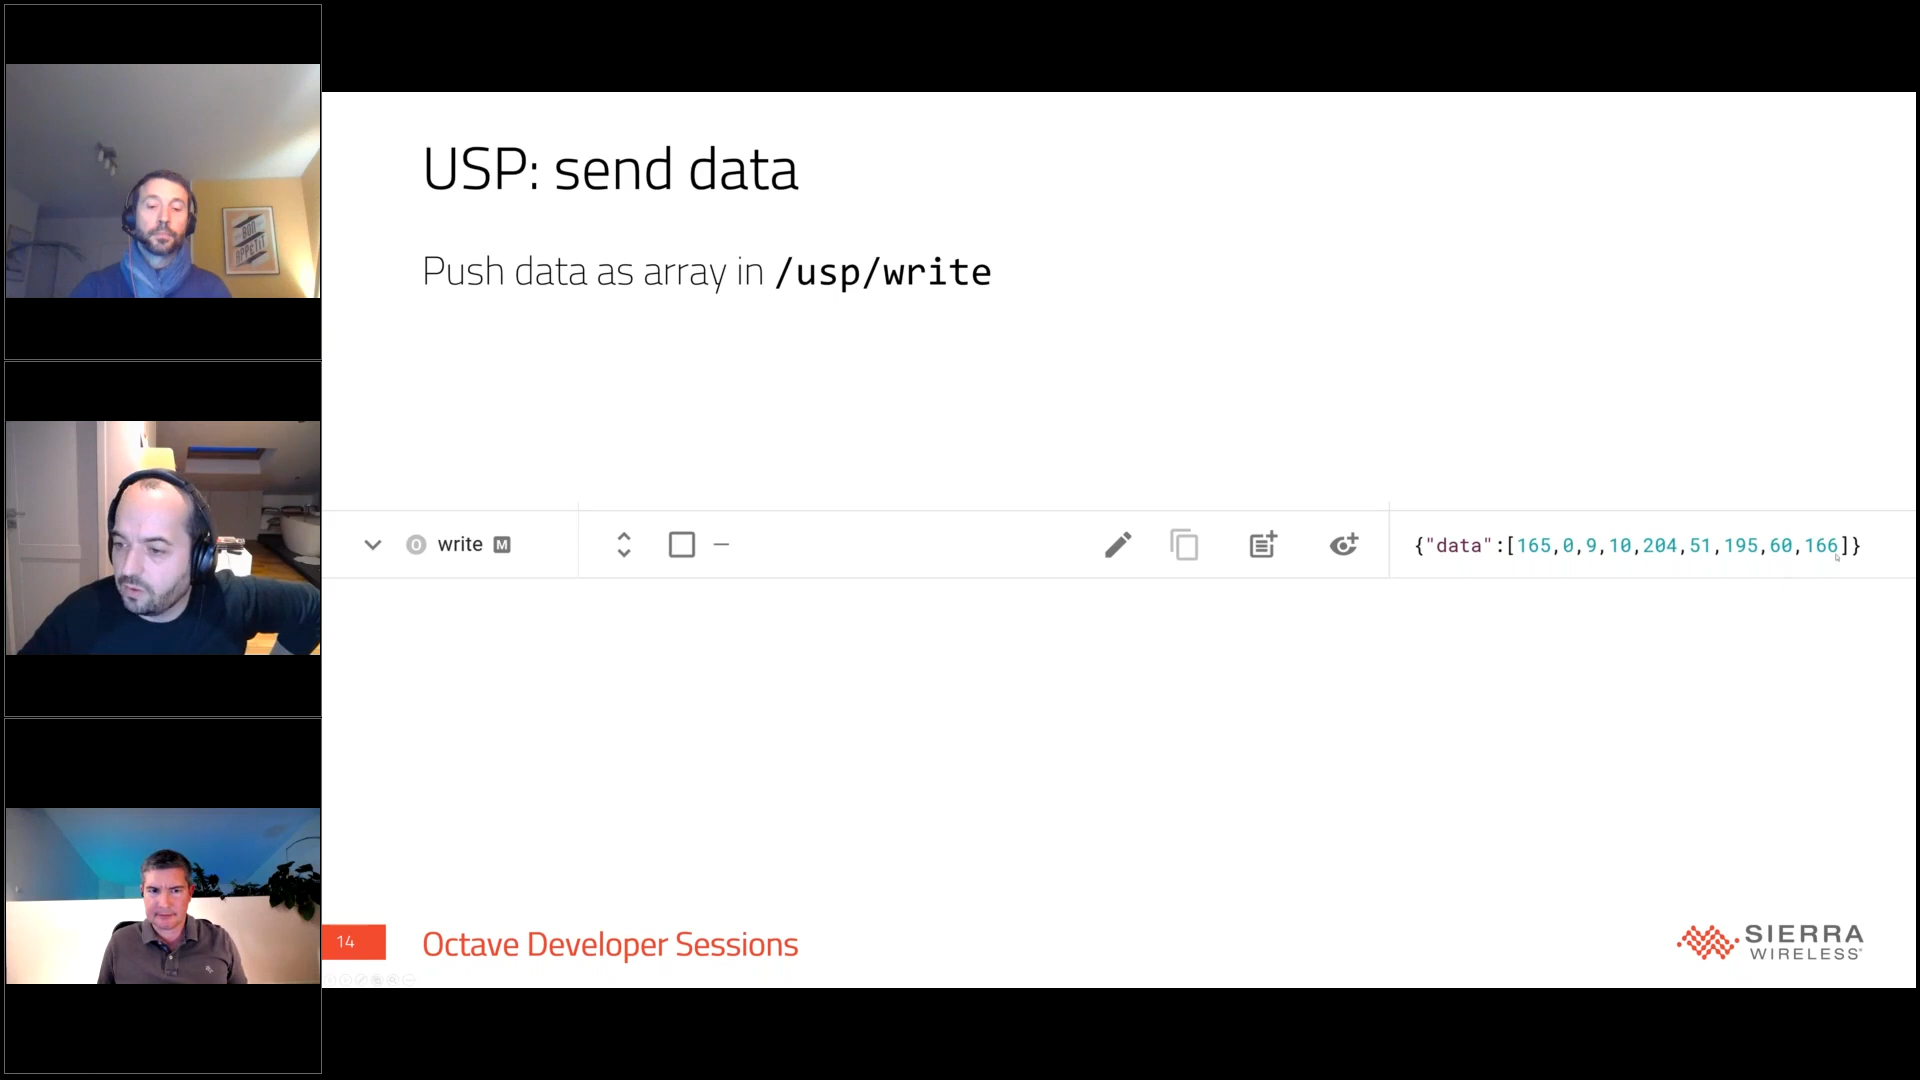 BON
APPETIT
USP: send data
Push data as array in /usp/write
write M
{"data":[165,0,9,10,204,51,195,60,166]}
14
Octave Developer Sessions
SIERRA
WIRELESS